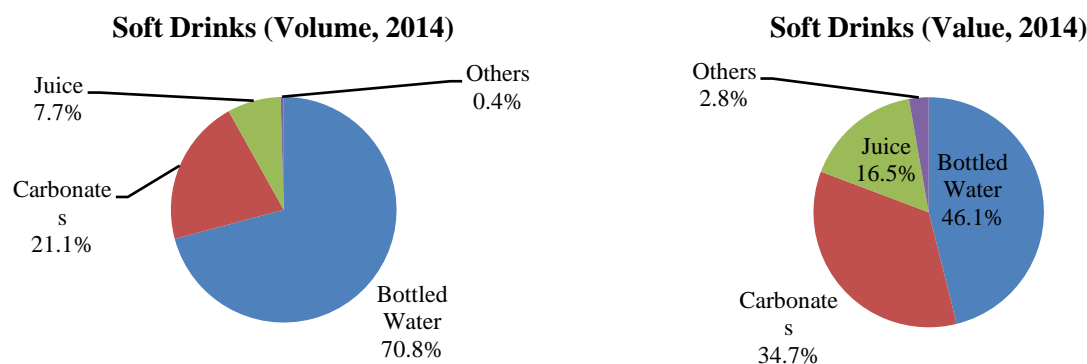 Soft Drinks (Volume, 2014)
Juice
7.7%
Others
0.4%
Carbonate
s
21.1%
Bottled
Water
70.8%
Soft Drinks (Value, 2014)
Others
2.8%
Juice
16.5%
Bottled
Water
46.1%
Carbonate
s
34.7%